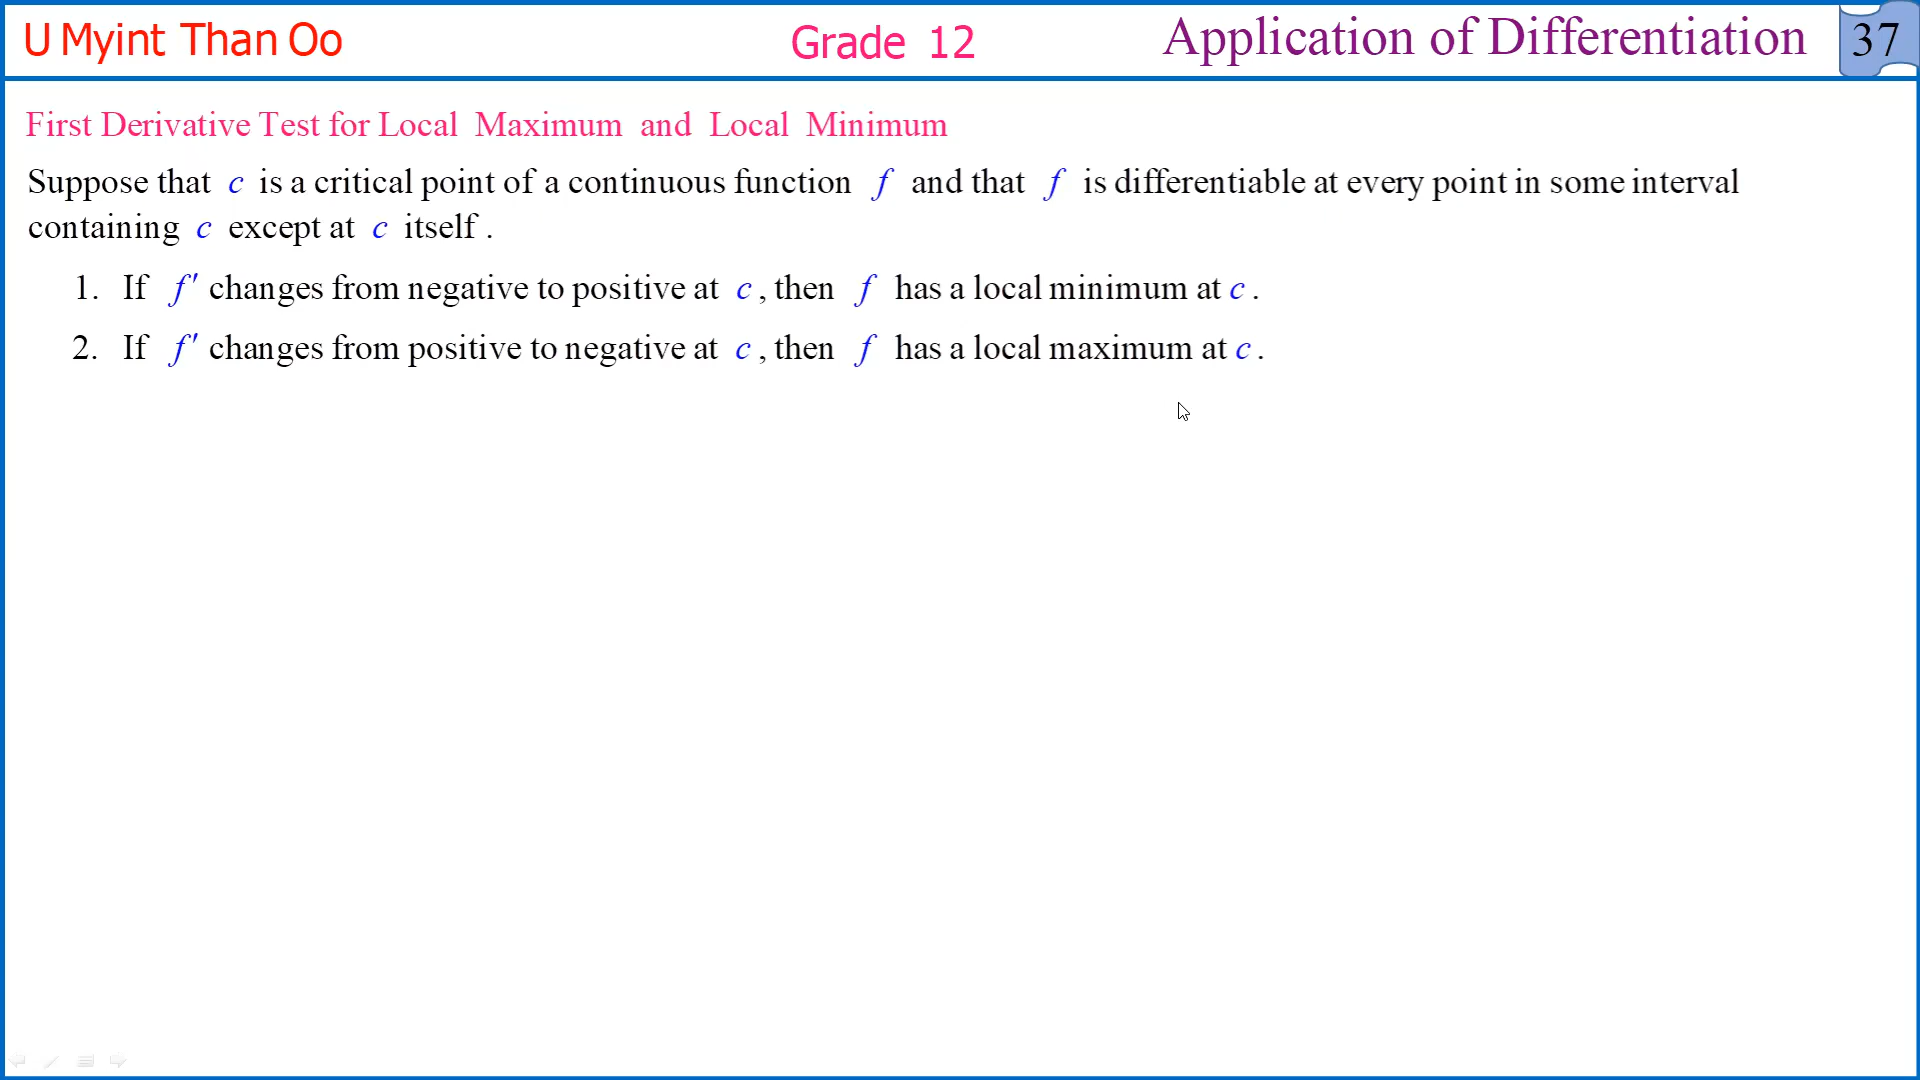 U Myint Than Oo
Grade 12
Application of Differentiation
37
First Derivative Test for Local Maximum and Local Minimum
Suppose that c is a critical point of a continuous function f and that f is differentiable at every point in some interval
containing c except at c itself .
1. If f′ changes from negative to positive at c , then f has a local minimum at c .
2. If f′ changes from positive to negative at c , then f has a local maximum at c .